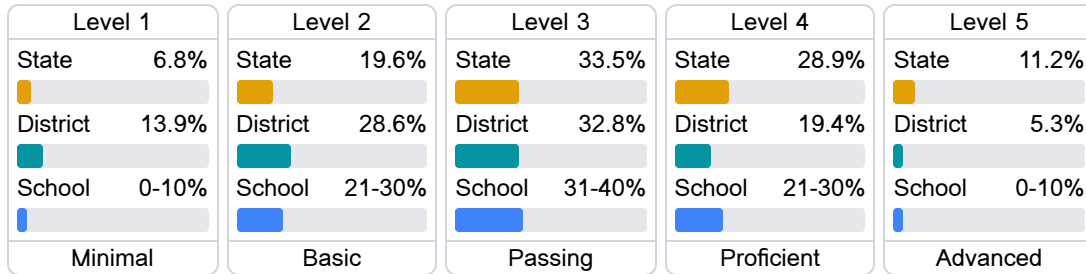 Level 1
State 6.8%
District 13.9%
School 0-10%
Minimal
Level 2
State 19.6%
District 28.6%
School 21-30%
Basic
Level 3
State 33.5%
District 32.8%
School 31-40%
Passing
Level 4
State 28.9%
District 19.4%
School 21-30%
Proficient
Level 5
State 11.2%
District 5.3%
School 0-10%
Advanced